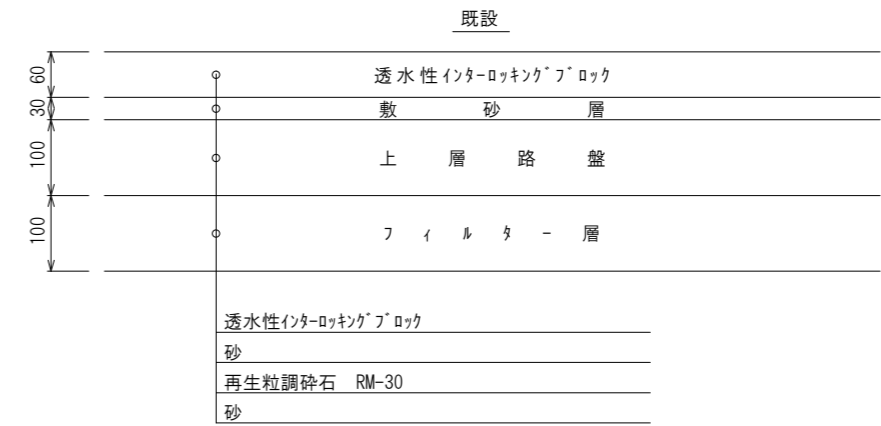 既設
60
透水性ｲﾝﾀｰﾛｯｷﾝｸﾞﾌﾞﾛｯｸ
30
敷砂層
100
上層路盤
100
ﾌｨﾙﾀｰ層
透水性ｲﾝﾀｰﾛｯｷﾝｸﾞﾌﾞﾛｯｸ
砂
再生粒調砕石 RM-30
砂